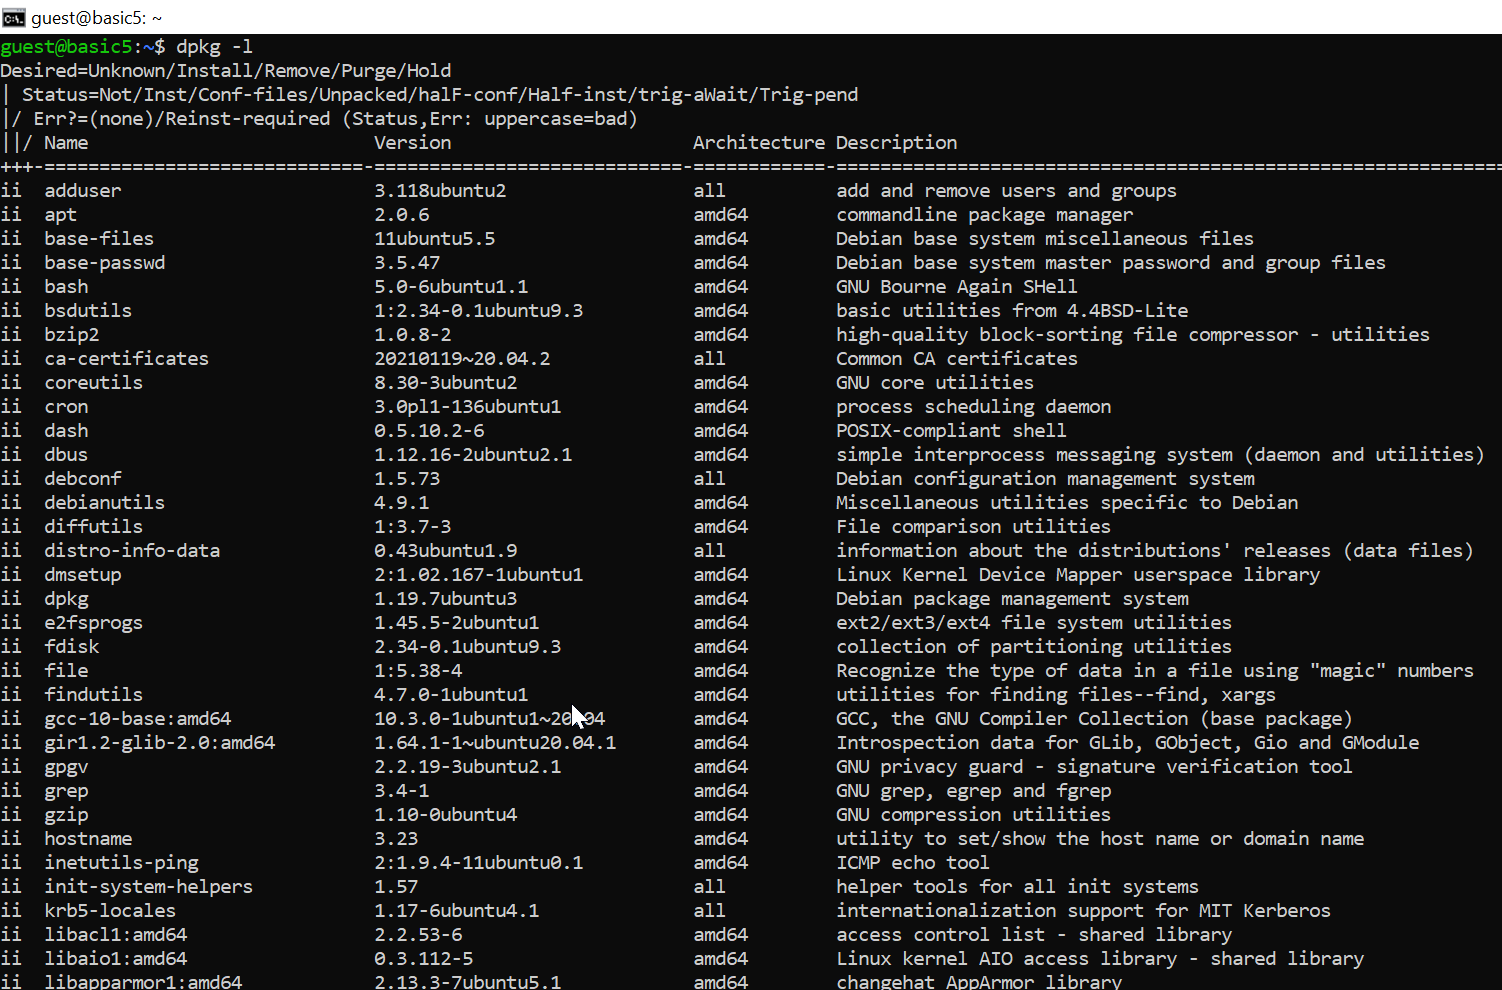 guest@basic5: ~
guest@basic5:~$ dpkg -l
Desired=Unknown/Install/Remove/Purge/Hold
| Status=Not/Inst/Conf-files/Unpacked/halF-conf/Half-inst/trig-aWait/Trig-pend
|/ Err?=(none)/Reinst-required (Status,Err: uppercase=bad)
||/ Name                          Version                      Architecture Description
+++-=============================-============================-============-=============================================================
ii  adduser                       3.118ubuntu2                 all          add and remove users and groups
ii  apt                           2.0.6                        amd64        commandline package manager
ii  base-files                    11ubuntu5.5                  amd64        Debian base system miscellaneous files
ii  base-passwd                   3.5.47                       amd64        Debian base system master password and group files
ii  bash                          5.0-6ubuntu1.1               amd64        GNU Bourne Again SHell
ii  bsdutils                      1:2.34-0.1ubuntu9.3          amd64        basic utilities from 4.4BSD-Lite
ii  bzip2                         1.0.8-2                      amd64        high-quality block-sorting file compressor - utilities
ii  ca-certificates               20210119~20.04.2             all          Common CA certificates
ii  coreutils                     8.30-3ubuntu2                amd64        GNU core utilities
ii  cron                          3.0pl1-136ubuntu1            amd64        process scheduling daemon
ii  dash                          0.5.10.2-6                   amd64        POSIX-compliant shell
ii  dbus                          1.12.16-2ubuntu2.1           amd64        simple interprocess messaging system (daemon and utilities)
ii  debconf                       1.5.73                       all          Debian configuration management system
ii  debianutils                   4.9.1                        amd64        Miscellaneous utilities specific to Debian
ii  diffutils                     1:3.7-3                      amd64        File comparison utilities
ii  distro-info-data              0.43ubuntu1.9                all          information about the distributions' releases (data files)
ii  dmsetup                       2:1.02.167-1ubuntu1          amd64        Linux Kernel Device Mapper userspace library
ii  dpkg                          1.19.7ubuntu3                amd64        Debian package management system
ii  e2fsprogs                     1.45.5-2ubuntu1              amd64        ext2/ext3/ext4 file system utilities
ii  fdisk                         2.34-0.1ubuntu9.3            amd64        collection of partitioning utilities
ii  file                          1:5.38-4                     amd64        Recognize the type of data in a file using "magic" numbers
ii  findutils                     4.7.0-1ubuntu1               amd64        utilities for finding files--find, xargs
ii  gcc-10-base:amd64             10.3.0-1ubuntu1~20.04        amd64        GCC, the GNU Compiler Collection (base package)
ii  gir1.2-glib-2.0:amd64         1.64.1-1~ubuntu20.04.1       amd64        Introspection data for GLib, GObject, Gio and GModule
ii  gpgv                          2.2.19-3ubuntu2.1            amd64        GNU privacy guard - signature verification tool
ii  grep                          3.4-1                        amd64        GNU grep, egrep and fgrep
ii  gzip                          1.10-0ubuntu4                amd64        GNU compression utilities
ii  hostname                      3.23                         amd64        utility to set/show the host name or domain name
ii  inetutils-ping                2:1.9.4-11ubuntu0.1          amd64        ICMP echo tool
ii  init-system-helpers           1.57                         all          helper tools for all init systems
ii  krb5-locales                  1.17-6ubuntu4.1              all          internationalization support for MIT Kerberos
ii  libacl1:amd64                 2.2.53-6                     amd64        access control list - shared library
ii  libaio1:amd64                 0.3.112-5                    amd64        Linux kernel AIO access library - shared library
ii  libapparmor1:amd64            2.13.3-7ubuntu5.1            amd64        changehat AppArmor library